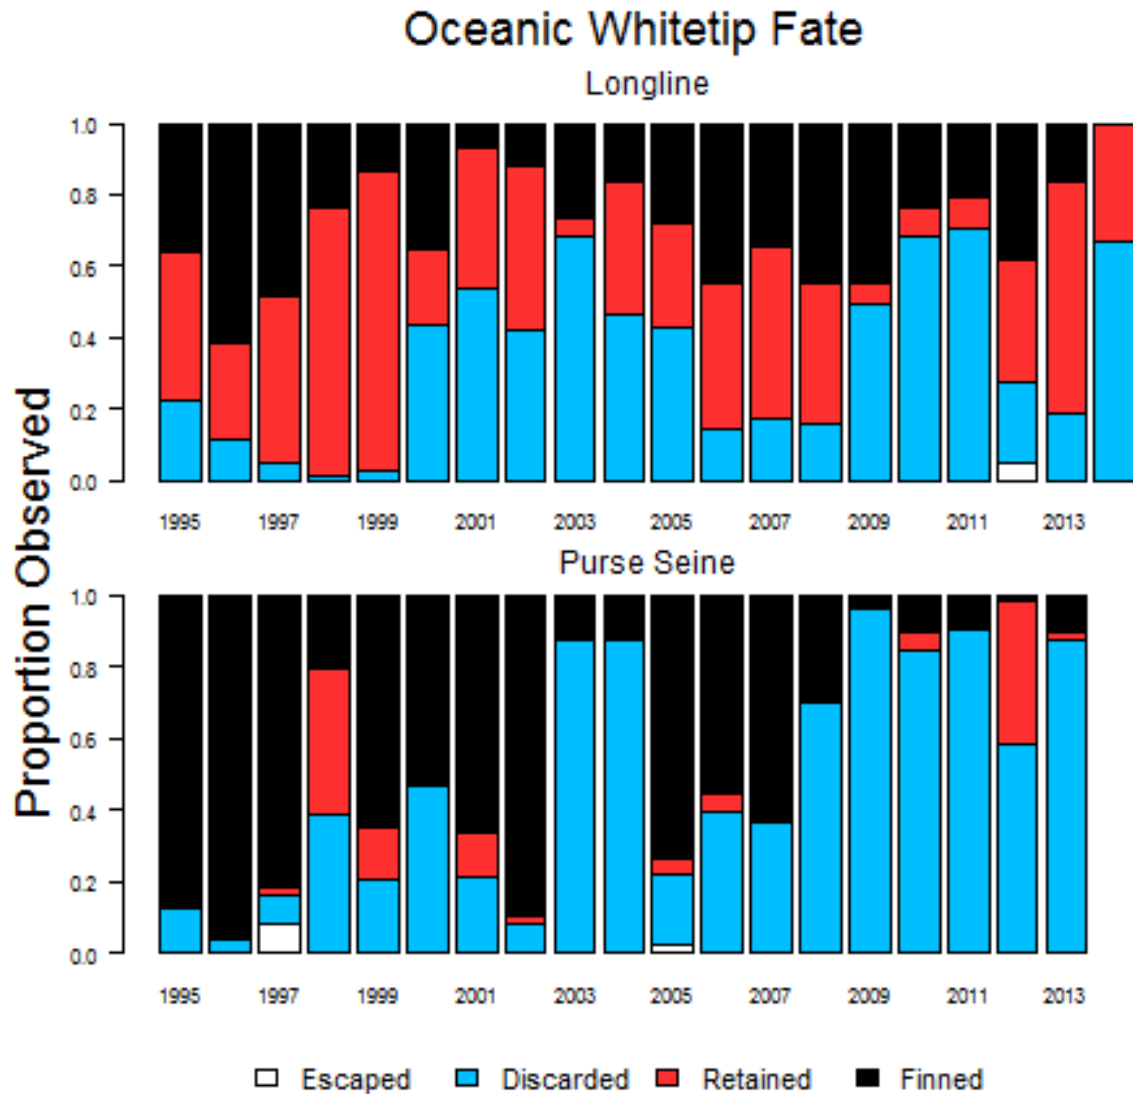 Oceanic Whitetip Fate
Longline
1.0
0.8
0.6
0.4
0.2
0.0
1995 1997 1999 2001 2003 2005 2007 2009 2011 2013
Proportion Observed
Purse Seine
1.0
0.8
0.6
0.4
0.2
0.0
1995 1997 1999 2001 2003 2005 2007 2009 2011 2013
Escaped Discarded Retained Finned